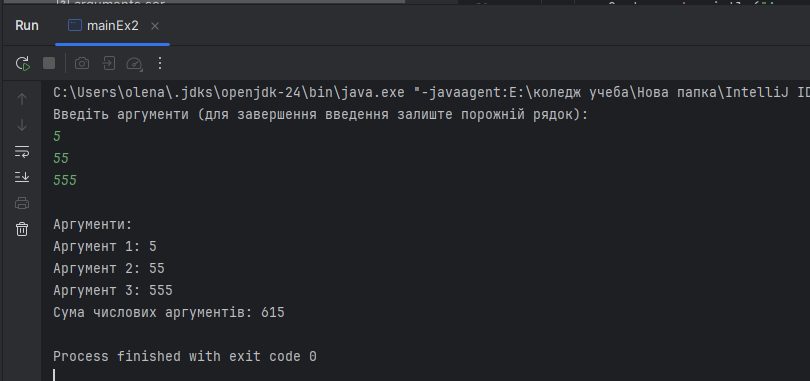 arguments.ser
Run mainEx2
C:\Users\olena\.jdks\openjdk-24\bin\java.exe "-javaagent:E:\коледж учеба\Нова папка\IntelliJ ID
Введіть аргументи (для завершення введення залиште порожній рядок):
5
55
555
Аргументи:
Аргумент 1: 5
Аргумент 2: 55
Аргумент 3: 555
Сума числових аргументів: 615
Process finished with exit code 0